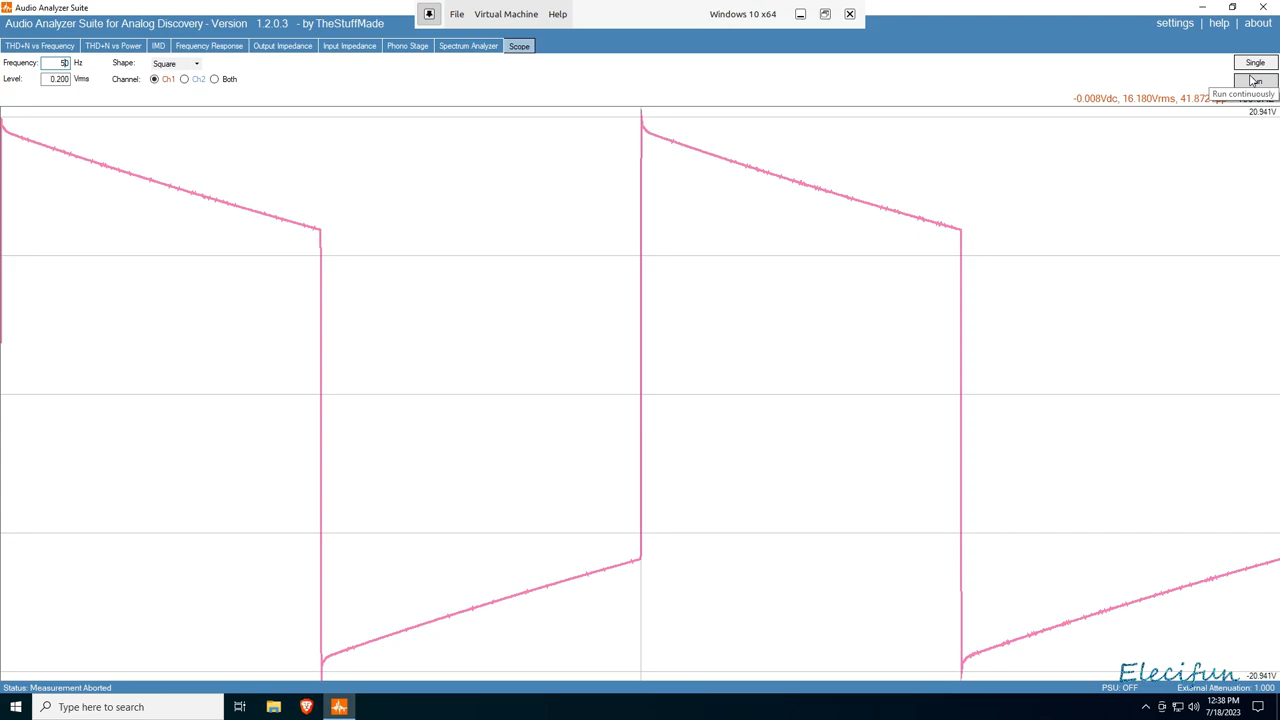 Audio Analyzer Suite
File Virtual Machine Help Windows 10 x64
Audio Analyzer Suite for Analog Discovery - Version 1.2.0.3 - by TheStuffMade
settings | help | about
THD+N vs Frequency THD+N vs Power IMD Frequency Response Output Impedance Input Impedance Phono Stage Spectrum Analyzer Scope
Frequency: 50 Hz Shape: Square Single
Level: 0.200 Vrms Channel: Ch1 Ch2 Both
Run continuously
-0.008Vdc, 16.180Vrms, 41.872
20.941V
-20.941V
Elecifun
Status: Measurement Aborted PSU: OFF External Attenuation: 1.000
Type here to search
12:38 PM
7/18/2023